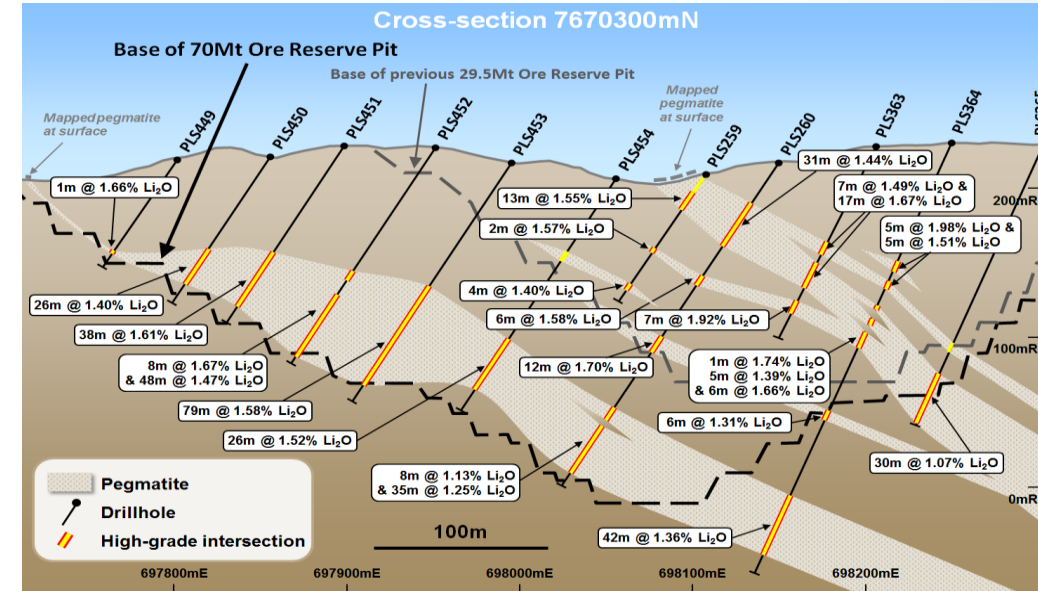 Cross-section 7670300mN
Base of 70Mt Ore Reserve Pit
Base of previous 29.5Mt Ore Reserve Pit
Mapped pegmatite
at surface
Mapped
pegmatite
at surface
PLS449
PLS450
PLS451
PLS452
PLS453
PLS454
PLS259
PLS260
PLS363
PLS364
1m @ 1.66% Li₂O
26m @ 1.40% Li₂O
38m @ 1.61% Li₂O
8m @ 1.67% Li₂O
& 48m @ 1.47% Li₂O
79m @ 1.58% Li₂O
26m @ 1.52% Li₂O
8m @ 1.13% Li₂O
& 35m @ 1.25% Li₂O
13m @ 1.55% Li₂O
2m @ 1.57% Li₂O
4m @ 1.40% Li₂O
6m @ 1.58% Li₂O
12m @ 1.70% Li₂O
31m @ 1.44% Li₂O
7m @ 1.49% Li₂O &
17m @ 1.67% Li₂O
5m @ 1.98% Li₂O &
5m @ 1.51% Li₂O
7m @ 1.92% Li₂O
1m @ 1.74% Li₂O
5m @ 1.39% Li₂O
& 6m @ 1.66% Li₂O
6m @ 1.31% Li₂O
30m @ 1.07% Li₂O
42m @ 1.36% Li₂O
200mR
100mR
0mR
Pegmatite
Drillhole
High-grade intersection
100m
697800mE
697900mE
698000mE
698100mE
698200mE